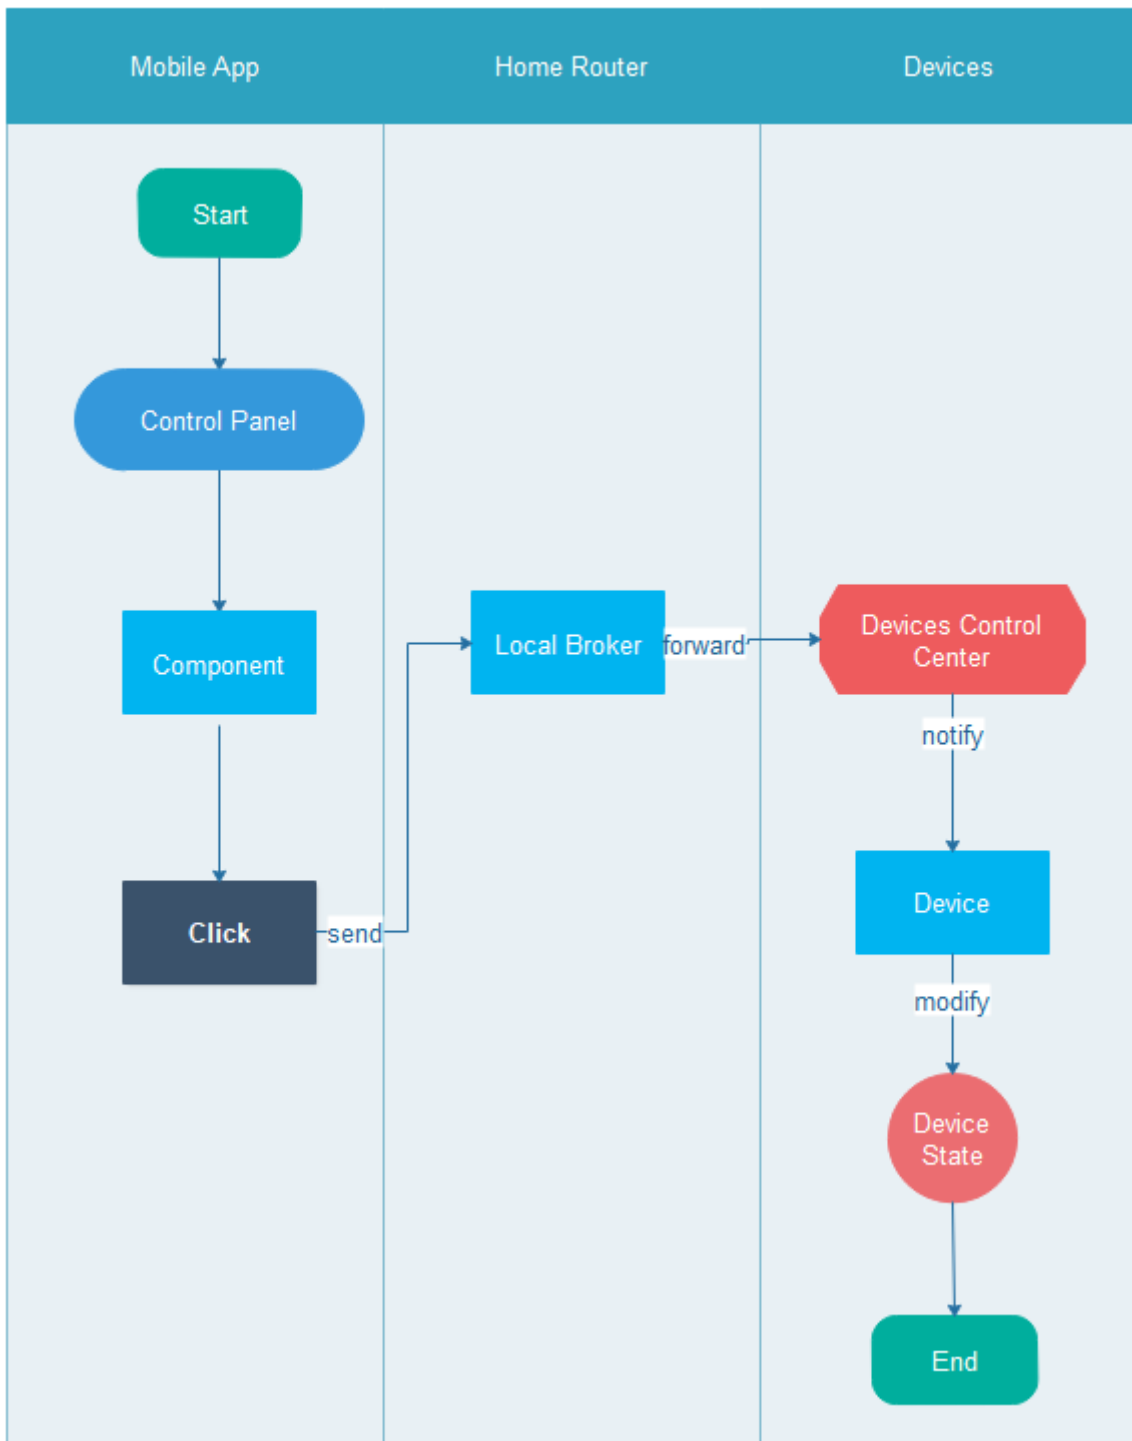 Mobile App
Home Router
Devices
Start
Control Panel
Component
Click
send
Local Broker
forward
Devices Control
Center
notify
Device
modify
Device
State
End